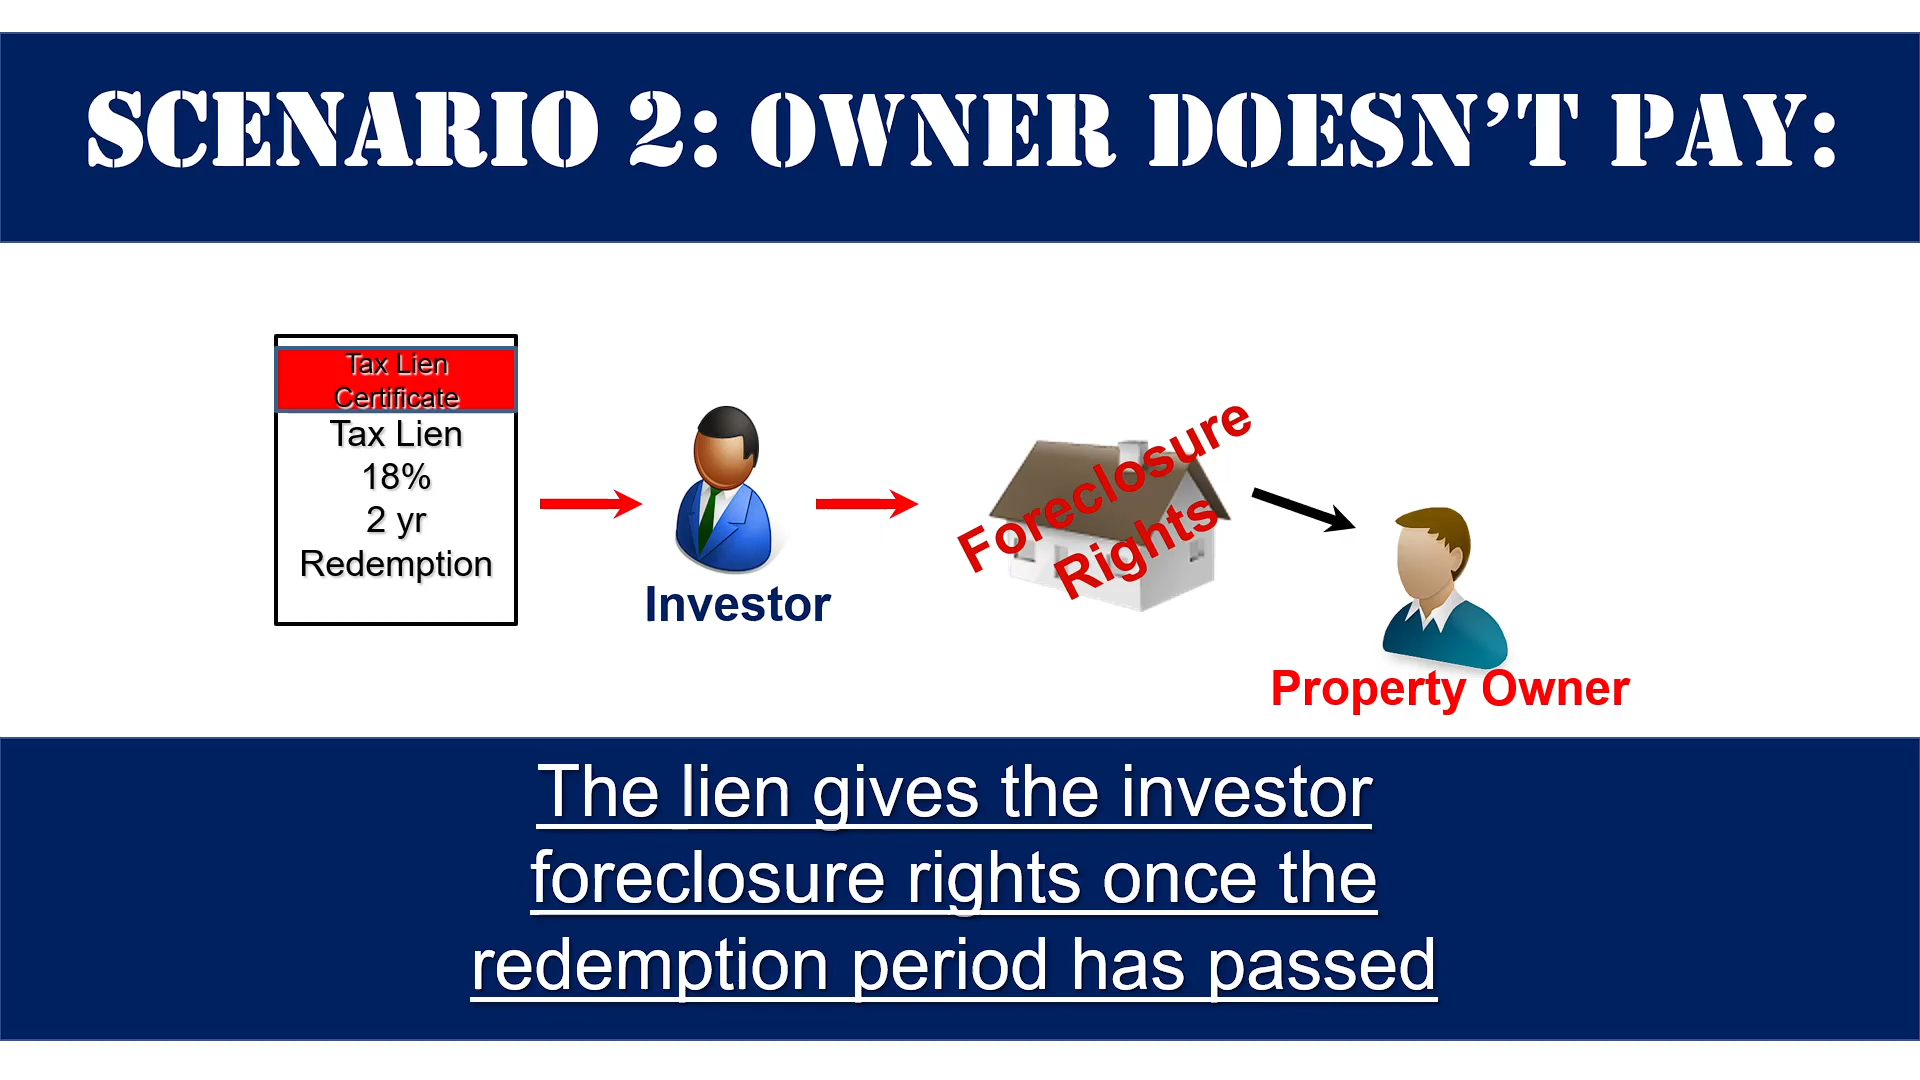 SCENARIO 2: OWNER DOESN’T PAY:
Tax Lien
Certificate
Tax Lien
18%
2 yr
Redemption
Investor
Foreclosure
Rights
Property Owner
The lien gives the investor
foreclosure rights once the
redemption period has passed